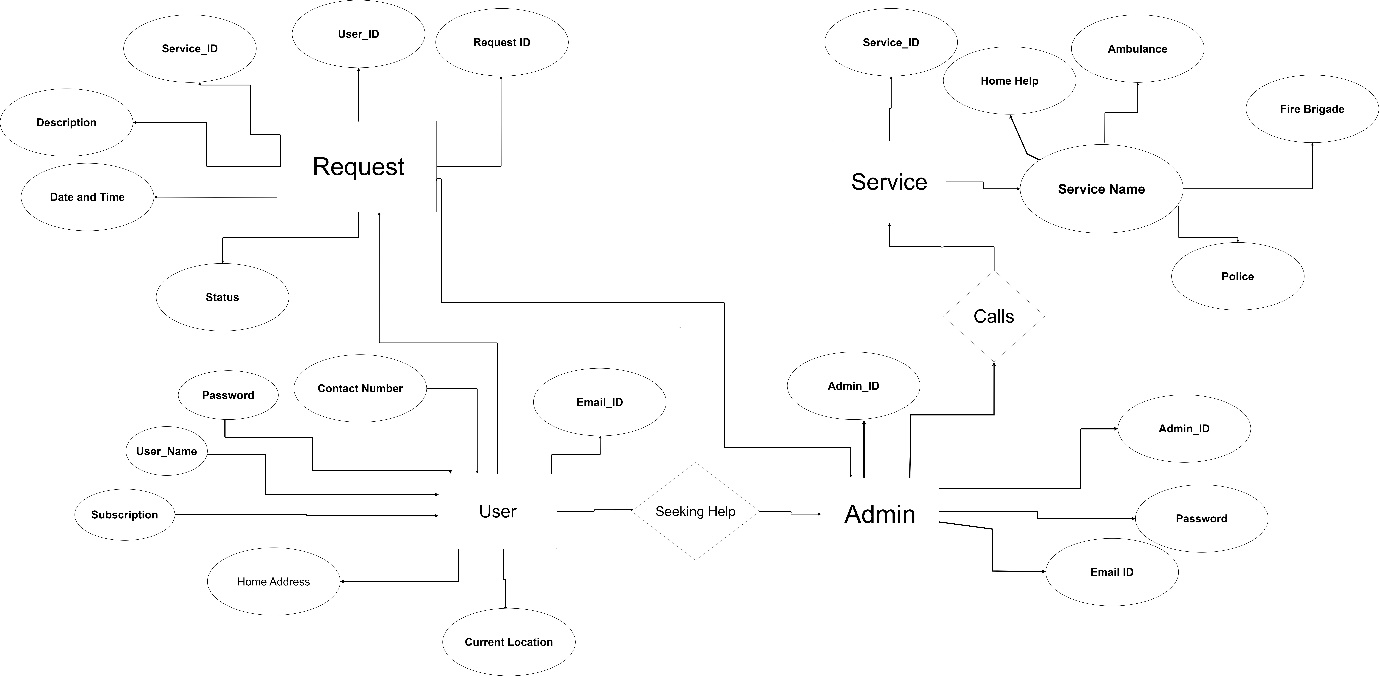 Service_ID
User_ID
Request ID
Service_ID
Ambulance
Home Help
Fire Brigade
Description
Request
Service
Service Name
Date and Time
Status
Police
Calls
Password
Contact Number
Email_ID
Admin_ID
Admin_ID
User_Name
Subscription
User
Seeking Help
Admin
Password
Email ID
Home Address
Current Location